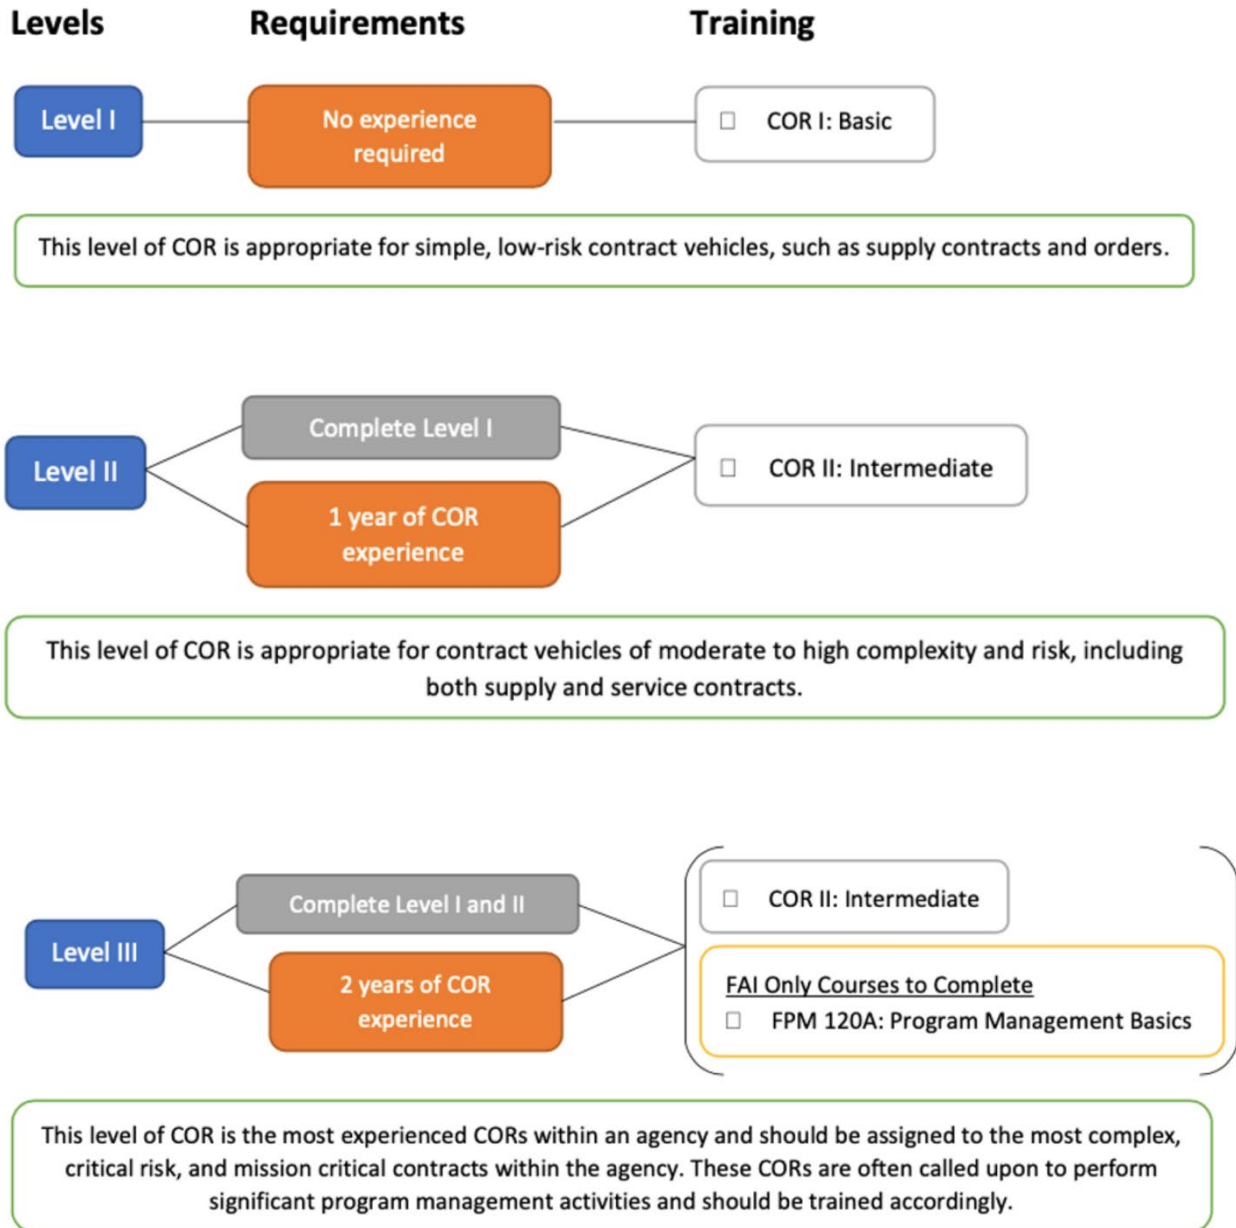 Levels
Requirements
Training
Level I
No experience
required
☐ COR I: Basic
This level of COR is appropriate for simple, low-risk contract vehicles, such as supply contracts and orders.
Level II
Complete Level I
1 year of COR
experience
☐ COR II: Intermediate
This level of COR is appropriate for contract vehicles of moderate to high complexity and risk, including
both supply and service contracts.
Level III
Complete Level I and II
2 years of COR
experience
☐ COR II: Intermediate
FAI Only Courses to Complete
☐ FPM 120A: Program Management Basics
This level of COR is the most experienced CORs within an agency and should be assigned to the most complex,
critical risk, and mission critical contracts within the agency. These CORs are often called upon to perform
significant program management activities and should be trained accordingly.